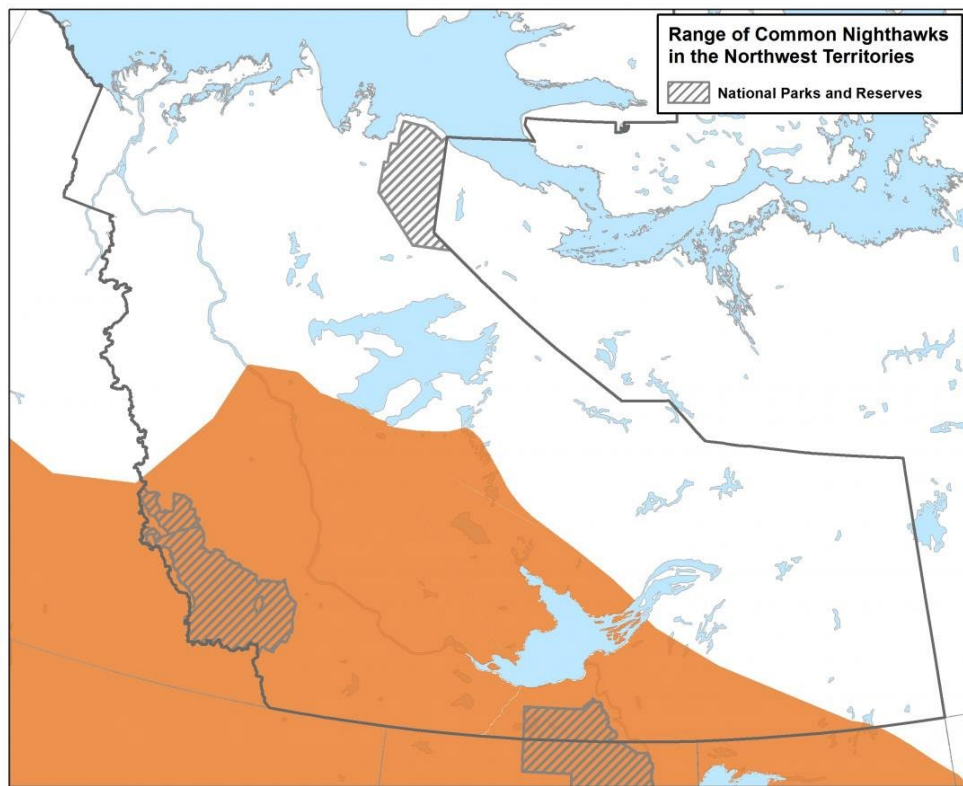 Range of Common Nighthawks
in the Northwest Territories
National Parks and Reserves